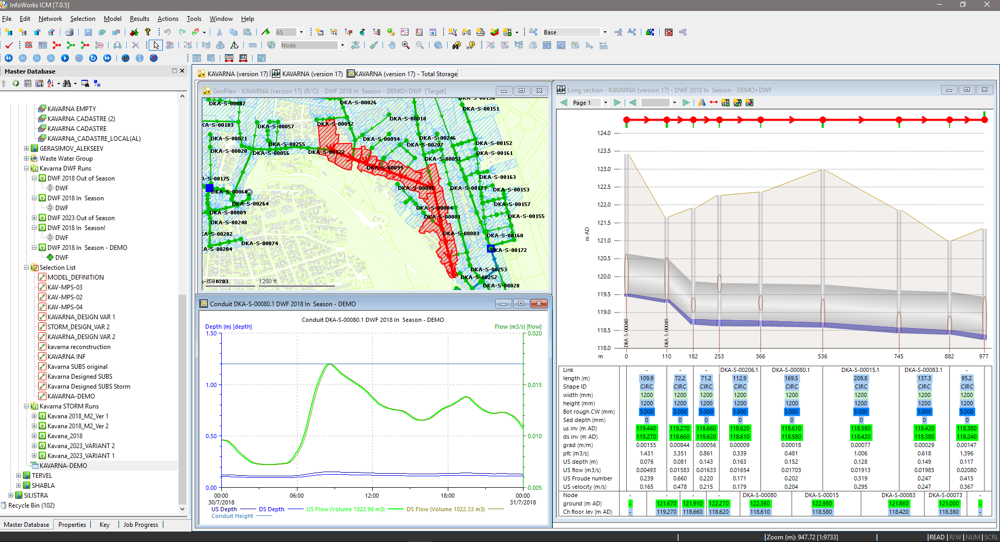 InfoWorks ICM [7.0.5]
File Edit Network Selection Model Results Actions Tools Window Help
AS
Base
SQL
Node
Master Database
KAVARNA EMPTY
KAVARNA CADASTRE (2)
KAVARNA CADASTRE
KAVARNA_CADASTRE_LOCAL(AL)
GERASIMOV_ALEKSEEV
Waste Water Group
Kavarna DWF Runs
DWF 2018 Out of Season
DWF
DWF 2018 In Season
DWF
DWF 2023 Out of Season
DWF 2018 In Season!
DWF
DWF 2018 In Season - DEMO
DWF
Selection List
MODEL_DEFINITION
KAV-MPS-03
KAV-MPS-02
KAV-MPS-04
KAVARNA_DESIGN VAR 1
STORM_DESIGN_VAR 2
KAVARNA_DESIGN VAR 2
kavarna reconstruction
KAVARNA INF
Kavarna SUBS original
Kavarna Designed SUBS
Kavarna Designed SUBS Storm
KAVARNA-DEMO
Kavarna STORM Runs
Kavana 2018_M2_Ver 1
Kavana 2018_M2_Ver 2
Kavana_2018
Kavana_2023_VARIANT 2
Kavana_2023_VARIANT 1
KAVARNA-DEMO
TERVEL
SHABLA
SILISTRA
Recycle Bin (102)
Master Database Properties Key Job Progress
KAVARNA (version 17) KAVARNA (version 17) KAVARNA (version 17) - Total Storage
GeoPlan - KAVARNA (version 17) (R/O) - DWF 2018 In Season - DEMO>DWF [Target]
DKA-S-00087
DKA-S-00026
DKA-S-00151
DKA-S-00018
KA-S-00183
DKA-S-00057
DKA-S-00092
DKA-S-00021
DKA-S-00255
DKA-S-00094
DKA-S-00246
DKA-S-00207
DKA-S-00152
DKA-S-00020
DKA-S-00056
DKA-S-00122
DKA-S-00051
DKA-S-00161
DKA-S-00099
A-S-00175
DKA-S-00163
DKA-S-00060
DKA-S-00085
DKA-S-00173
DKA-S-00153
DKA-S-00264
DKA-S-00084
DKA-S-00157
DKA-S-00009
DKA-S-00081
DKA-S-00155
DKA-S-00248
KA-S-00282
DKA-S-00083
DKA-S-00160
DKA-S-00074
KA-S-00204
DKA-S-00172
DKA-S-00253
DKA-S-00252
DKA-S-00028
1250 ft
Conduit DKA-S-00080.1 DWF 2018 In Season - DEMO
Conduit DKA-S-00080.1 DWF 2018 In Season - DEMO
Depth (m) [depth] Flow (m3/s) [flow]
1.50 0.020
1.00 0.015
0.50 0.010
0.00 0.005
00:00 06:00 12:00 18:00 00:00
30/7/2018 31/7/2018
US Depth DS Depth US Flow (Volume 1022.96 m3) DS Flow (Volume 1022.33 m3)
Conduit Height
Long section - KAVARNA (version 17) - DWF 2018 In Season - DEMO>DWF
Page 1
124.0
123.5
123.0
122.5
122.0
121.5
m AD
121.0
120.5
120.0
119.5
119.0
118.5
118.0
DKA-S-00048
DKA-S-00049
m 0 110 182 253 366 536 745 882 977
Link - - - DKA-S-00206.1 DKA-S-00080.1 DKA-S-00015.1 DKA-S-00083.1 -
length (m) 109.9 72.2 71.2 112.9 169.5 208.8 137.3 95.2
Shape ID CIRC CIRC CIRC CIRC CIRC CIRC CIRC CIRC
width (mm) 1200 1200 1200 1200 1200 1200 1200 1200
height (mm) 1200 1200 1200 1200 1200 1200 1200 1200
Bot rough CW (mm) 3.000 3.000 3.000 3.000 3.000 3.000 3.000 3.000
Sed depth (mm) 0 0 0 0 0 0 0 0
us inv (m AD) 119.440 119.270 118.660 118.620 118.610 118.580 118.420 118.380
ds inv (m AD) 119.270 118.660 118.620 118.610 118.580 118.420 118.380 118.240
grad (m/m) 0.00155 0.00844 0.00056 0.00009 0.00018 0.00077 0.00029 0.00147
pfc (m3/s) 1.431 3.351 0.861 0.339 0.481 1.006 0.618 1.396
US depth (m) 0.076 0.081 0.143 0.163 0.152 0.128 0.149 0.117
US flow (m3/s) 0.00493 0.01583 0.01633 0.01654 0.01703 0.01913 0.01985 0.02080
US Froude number 0.239 0.660 0.220 0.171 0.202 0.319 0.247 0.415
US velocity (m/s) 0.165 0.478 0.215 0.179 0.204 0.295 0.247 0.367
Node - - - - DKA-S-00080 DKA-S-00015 DKA-S-00083 DKA-S-00073 -
ground (m AD) - 121.670 121.910 122.270 122.360 122.980 121.860 121.000 -
Ch floor lev (m AD) - 119.270 118.660 118.620 118.610 118.580 118.420 118.380 -
Zoom (m): 947.72 [1:9733] READ R/W NUM SCRL